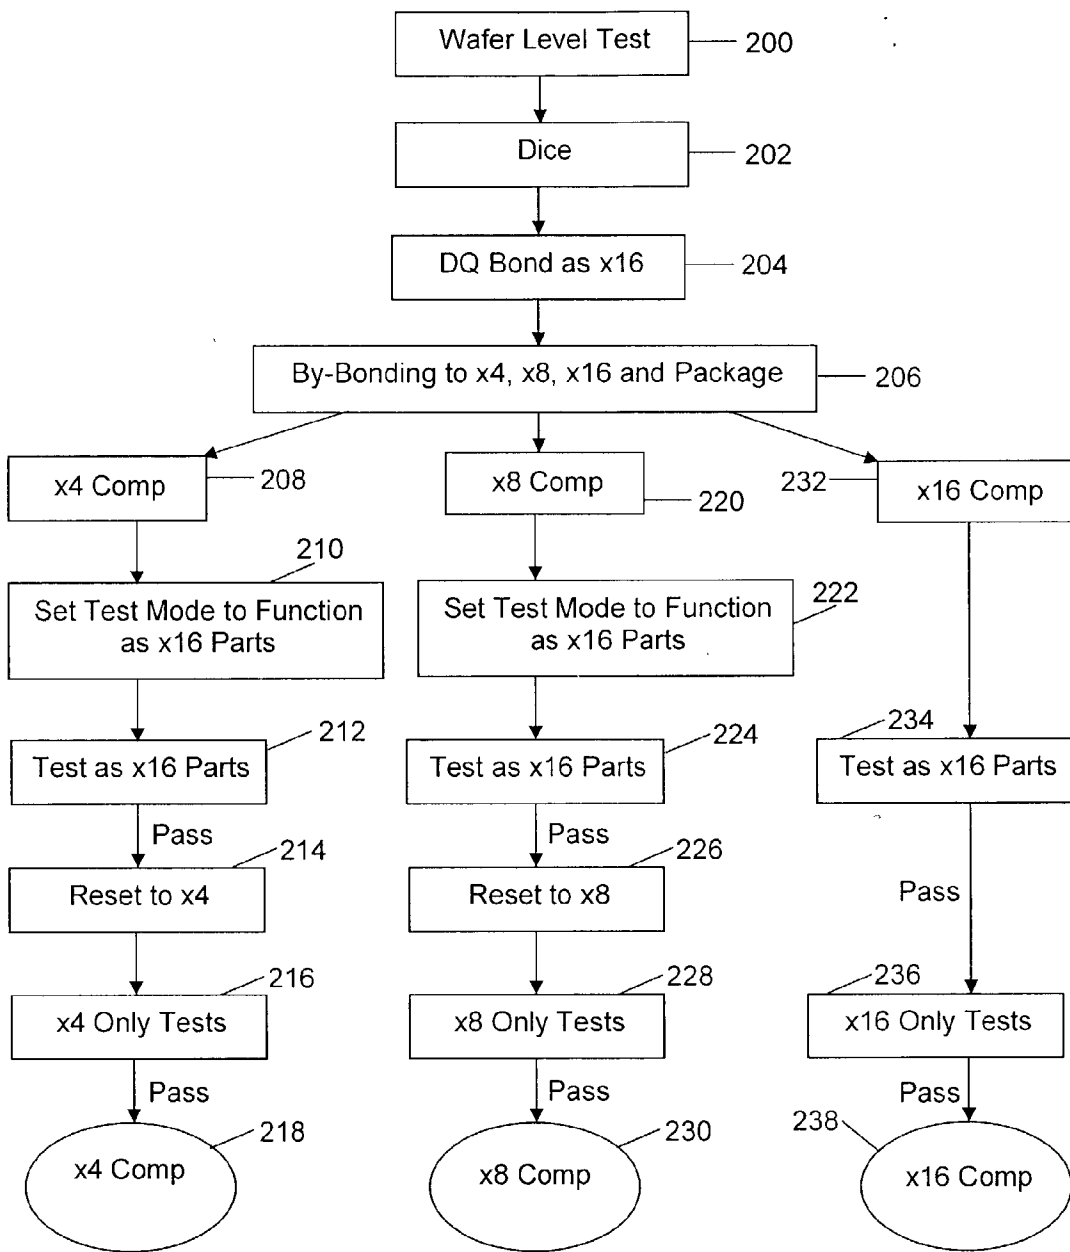 Wafer Level Test
200
Dice
202
DQ Bond as x16
204
By-Bonding to x4, x8, x16 and Package
206
x4 Comp
208
x8 Comp
220
232
x16 Comp
210
Set Test Mode to Function
as x16 Parts
222
Set Test Mode to Function
as x16 Parts
212
Test as x16 Parts
224
Test as x16 Parts
234
Test as x16 Parts
Pass
Pass
Pass
214
Reset to x4
226
Reset to x8
216
x4 Only Tests
228
x8 Only Tests
236
x16 Only Tests
Pass
Pass
Pass
218
x4 Comp
230
x8 Comp
238
x16 Comp